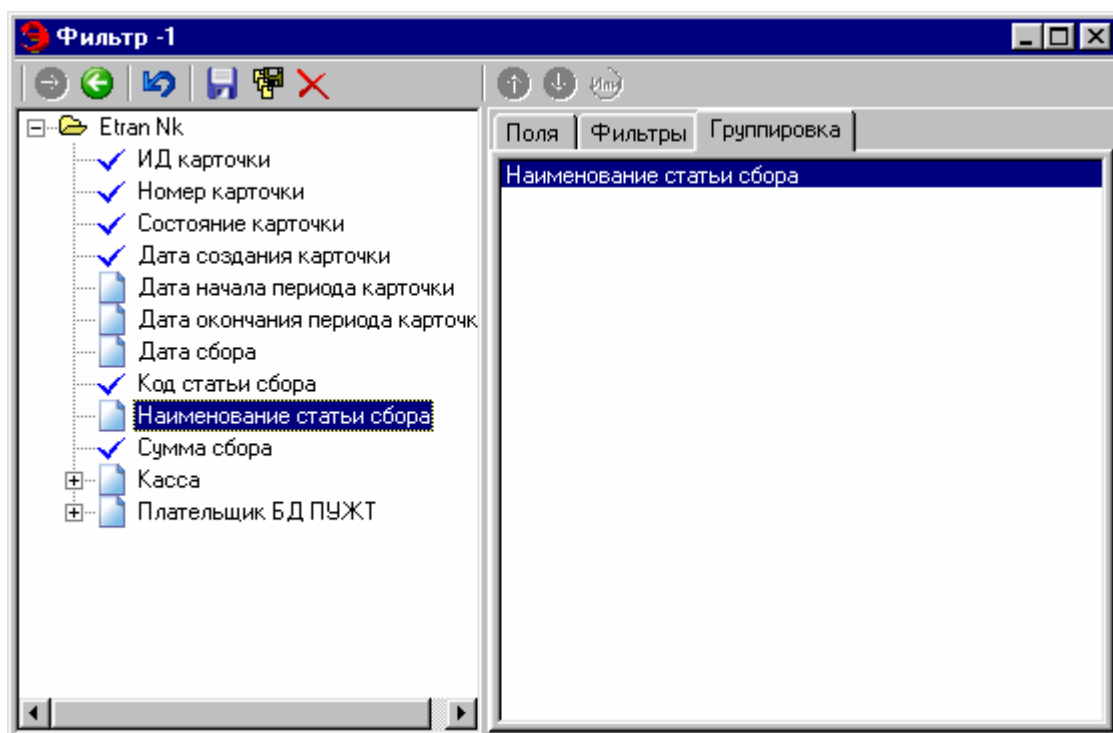 Фильтр -1
Или
Etran Nk
ИД карточки
Номер карточки
Состояние карточки
Дата создания карточки
Дата начала периода карточки
Дата окончания периода карточк
Дата сбора
Код статьи сбора
Наименование статьи сбора
Сумма сбора
Касса
Плательщик БД ПУЖТ
Поля
Фильтры
Группировка
Наименование статьи сбора